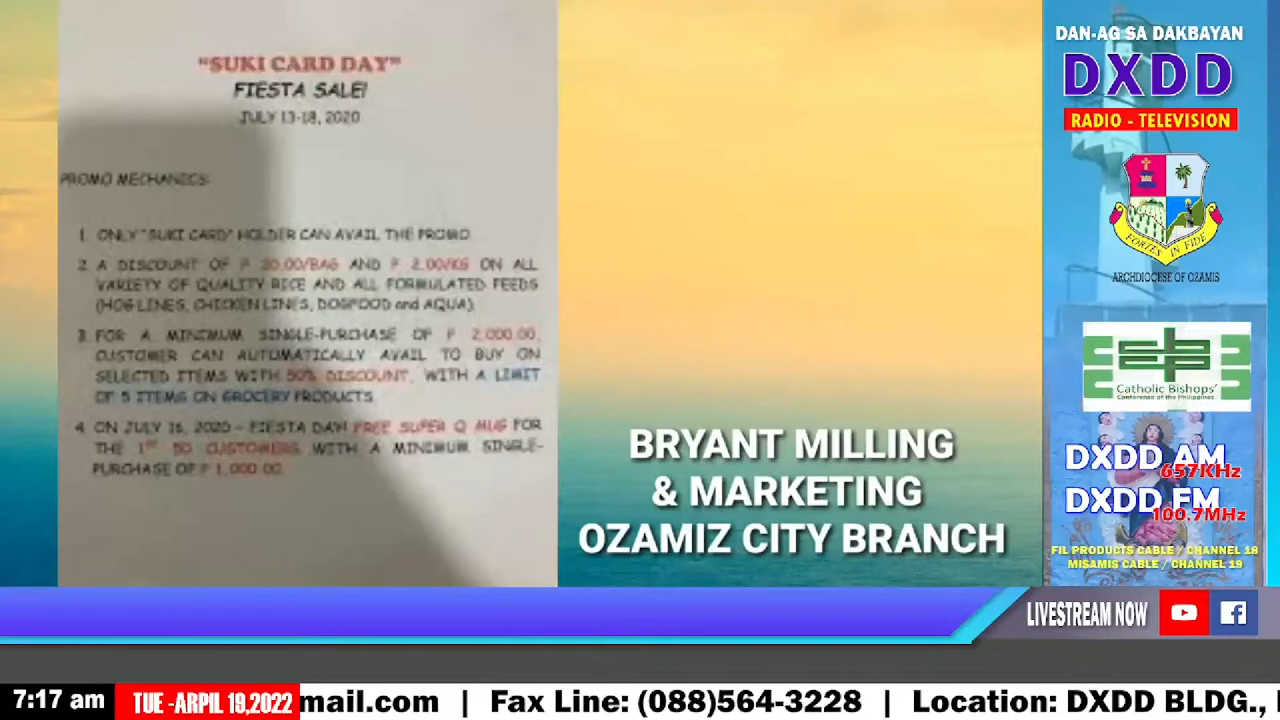 "SUKI CARD DAY"
FIESTA SALE!
JULY 13-18, 2020
PROMO MECHANICS:
1. ONLY "SUKI CARD" HOLDER CAN AVAIL THE PROMO
2. A DISCOUNT OF P 20.00/BAG AND P 2.00/KG ON ALL
VARIETY OF QUALITY RICE AND ALL FORMULATED FEEDS
(HOG LINES, CHICKEN LINES, DOGFOOD and AQUA)
3. FOR A MINIMUM SINGLE-PURCHASE OF P 2,000.00,
CUSTOMER CAN AUTOMATICALLY AVAIL TO BUY ON
SELECTED ITEMS WITH 50% DISCOUNT, WITH A LIMIT
OF 5 ITEMS ON GROCERY PRODUCTS.
4. ON JULY 16, 2020 - FIESTA DAY! FREE SUPER Q MUG FOR
THE 1ST 50 CUSTOMERS WITH A MINIMUM SINGLE-
PURCHASE OF P 1,000.00
BRYANT MILLING
& MARKETING
OZAMIZ CITY BRANCH
DAN-AG SA DAKBAYAN
DXDD
RADIO - TELEVISION
FORTES IN FIDE
ARCHDIOCESE OF OZAMIS
cbcp
Catholic Bishops'
Conference of the Philippines
DXDD AM
657KHz
DXDD FM
100.7MHz
FIL PRODUCTS CABLE / CHANNEL 18
MISAMIS CABLE / CHANNEL 19
LIVESTREAM NOW
7:17 am TUE -ARPIL 19,2022 mail.com | Fax Line: (088)564-3228 | Location: DXDD BLDG.,